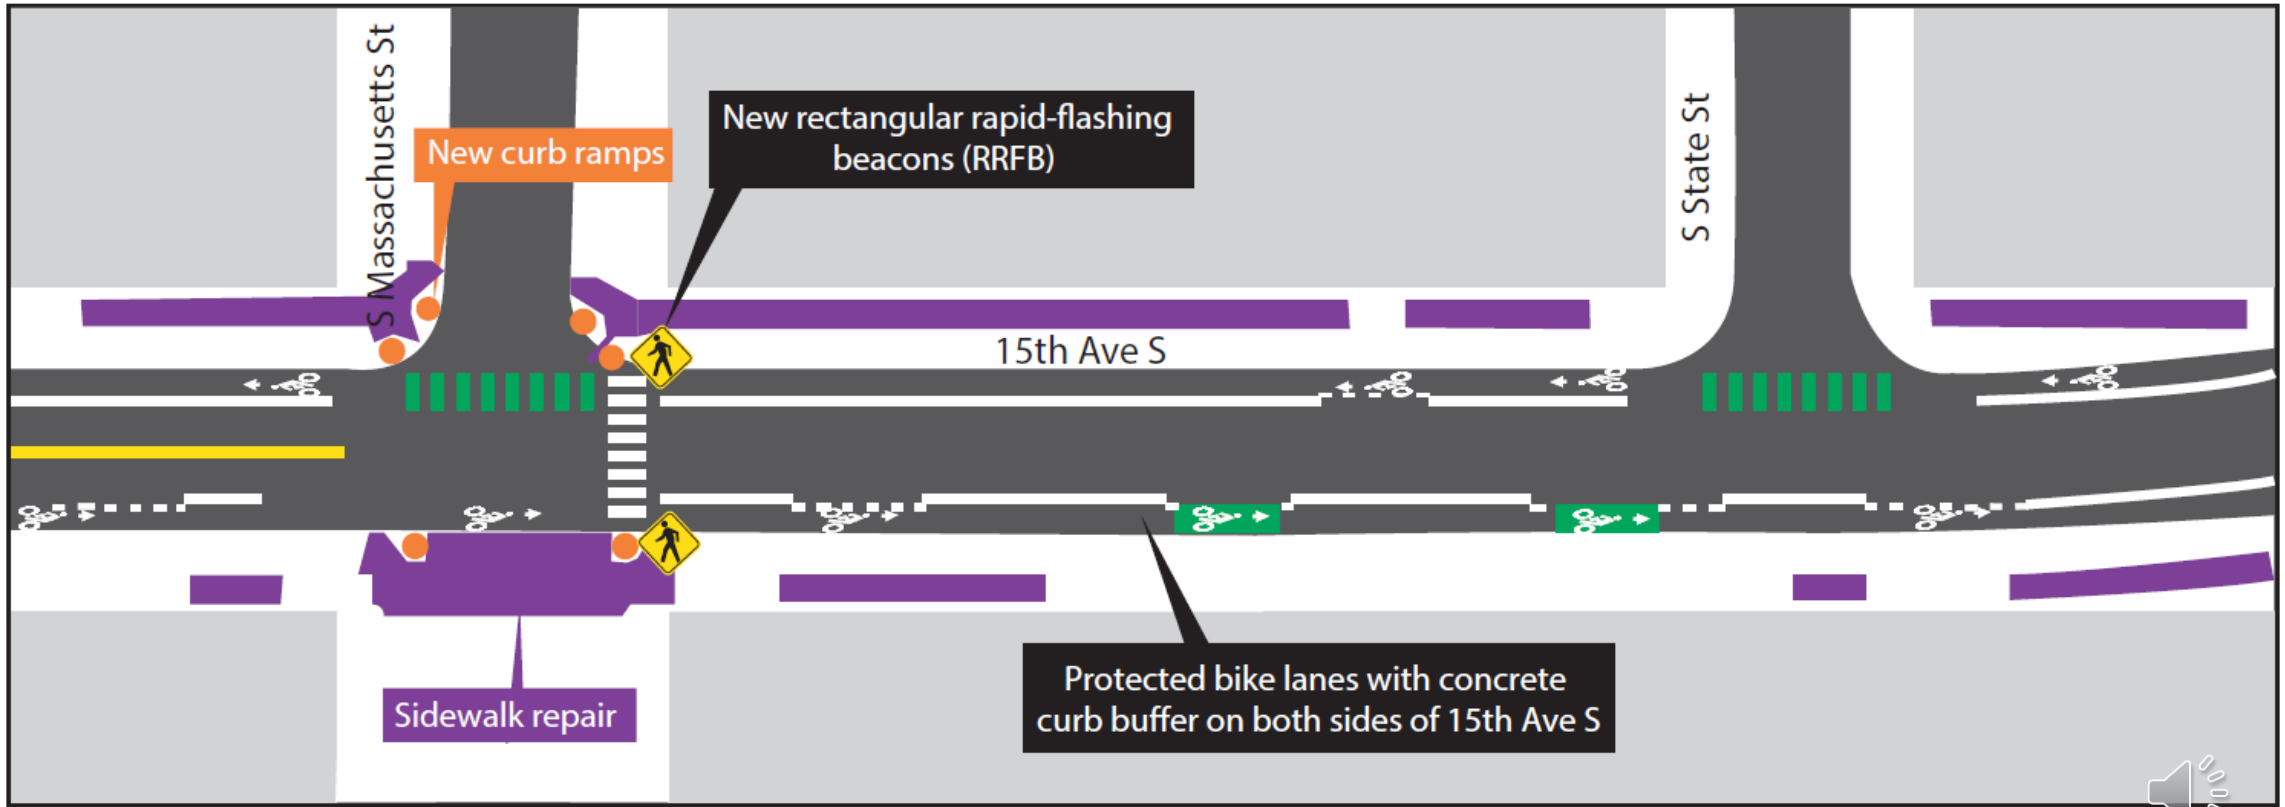 S Massachusetts St
New curb ramps
New rectangular rapid-flashing
beacons (RRFB)
S State St
15th Ave S
Sidewalk repair
Protected bike lanes with concrete
curb buffer on both sides of 15th Ave S